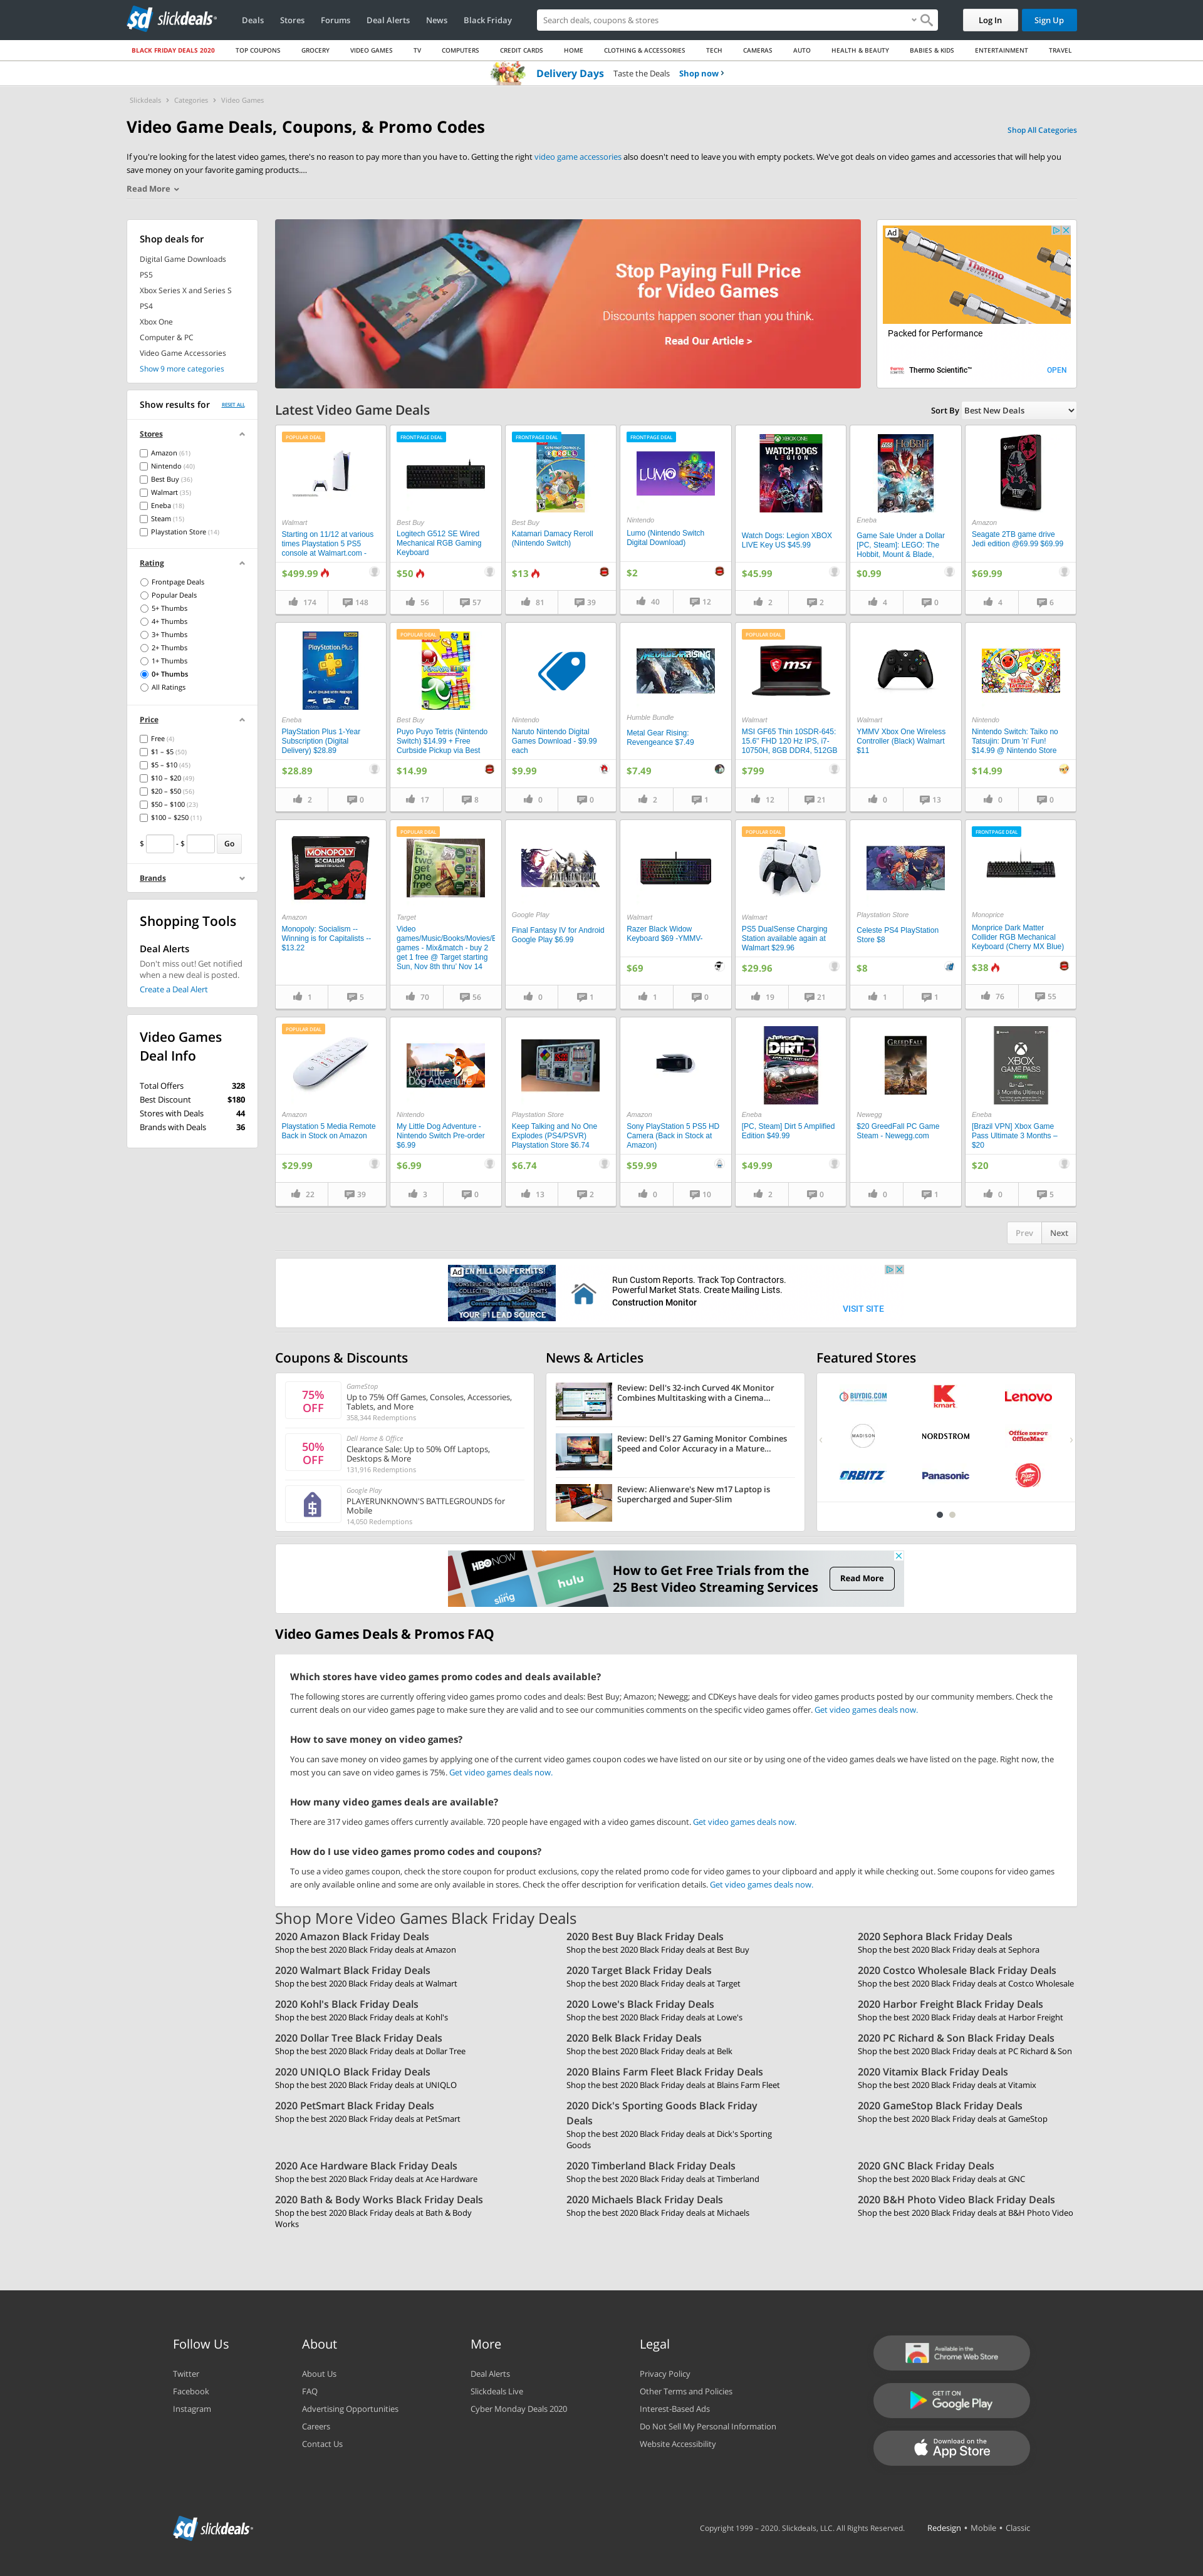 slickdeals
Deals Stores Forums Deal Alerts News Black Friday
Search deals, coupons & stores
Log In
Sign Up
BLACK FRIDAY DEALS 2020 TOP COUPONS GROCERY VIDEO GAMES TV COMPUTERS CREDIT CARDS HOME CLOTHING & ACCESSORIES TECH CAMERAS AUTO HEALTH & BEAUTY BABIES & KIDS ENTERTAINMENT TRAVEL
Delivery Days Taste the Deals Shop now
Slickdeals Categories Video Games
Video Game Deals, Coupons, & Promo Codes
Shop All Categories
If you're looking for the latest video games, there's no reason to pay more than you have to. Getting the right video game accessories also doesn't need to leave you with empty pockets. We've got deals on video games and accessories that will help you
save money on your favorite gaming products....
Read More
Shop deals for
Digital Game Downloads
PS5
Xbox Series X and Series S
PS4
Xbox One
Computer & PC
Video Game Accessories
Show 9 more categories
Show results for RESET ALL
Stores
Amazon (61)
Nintendo (40)
Best Buy (36)
Walmart (35)
Eneba (18)
Steam (15)
Playstation Store (14)
Rating
Frontpage Deals
Popular Deals
5+ Thumbs
4+ Thumbs
3+ Thumbs
2+ Thumbs
1+ Thumbs
0+ Thumbs
All Ratings
Price
Free (4)
$1 – $5 (50)
$5 – $10 (45)
$10 – $20 (49)
$20 – $50 (56)
$50 – $100 (23)
$100 – $250 (11)
$ - $ Go
Brands
Shopping Tools
Deal Alerts
Don't miss out! Get notified
when a new deal is posted.
Create a Deal Alert
Video Games
Deal Info
Total Offers 328
Best Discount $180
Stores with Deals 44
Brands with Deals 36
Stop Paying Full Price
for Video Games
Discounts happen sooner than you think.
Read Our Article >
Ad
Thermo
Packed for Performance
Thermo Scientific™
OPEN
Latest Video Game Deals
Sort By Best New Deals
POPULAR DEAL
Walmart
Starting on 11/12 at various
times Playstation 5 PS5
console at Walmart.com -
$499.99
174 148
FRONTPAGE DEAL
Best Buy
Logitech G512 SE Wired
Mechanical RGB Gaming
Keyboard
$50
56 57
FRONTPAGE DEAL
REROLL
Best Buy
Katamari Damacy Reroll
(Nintendo Switch)
$13
81 39
FRONTPAGE DEAL
LUMO
Nintendo
Lumo (Nintendo Switch
Digital Download)
$2
40 12
XBOX ONE
WATCH DOGS
LEGION
Watch Dogs: Legion XBOX
LIVE Key US $45.99
$45.99
2 2
LEGO
HOBBIT
Eneba
Game Sale Under a Dollar
[PC, Steam]: LEGO: The
Hobbit, Mount & Blade,
$0.99
4 0
Amazon
Seagate 2TB game drive
Jedi edition @69.99 $69.99
$69.99
4 6
PlayStation Plus
PLAY ONLINE WITH FRIENDS
Eneba
PlayStation Plus 1-Year
Subscription (Digital
Delivery) $28.89
$28.89
2 0
POPULAR DEAL
Best Buy
Puyo Puyo Tetris (Nintendo
Switch) $14.99 + Free
Curbside Pickup via Best
$14.99
17 8
Nintendo
Naruto Nintendo Digital
Games Download - $9.99
each
$9.99
0 0
METAL GEAR RISING
Humble Bundle
Metal Gear Rising:
Revengeance $7.49
$7.49
2 1
POPULAR DEAL
msi
Walmart
MSI GF65 Thin 10SDR-645:
15.6" FHD 120 Hz IPS, i7-
10750H, 8GB DDR4, 512GB
$799
12 21
Walmart
YMMV Xbox One Wireless
Controller (Black) Walmart
$11
0 13
Nintendo
Nintendo Switch: Taiko no
Tatsujin: Drum 'n' Fun!
$14.99 @ Nintendo Store
$14.99
0 0
MONOPOLY
SOCIALISM
Amazon
Monopoly: Socialism --
Winning is for Capitalists --
$13.22
1 5
POPULAR DEAL
Buy two,
get one
free
Target
Video
games/Music/Books/Movies/E
games - Mix&match - buy 2
get 1 free @ Target starting
Sun, Nov 8th thru' Nov 14
70 56
Google Play
Final Fantasy IV for Android
Google Play $6.99
0 1
Walmart
Razer Black Widow
Keyboard $69 -YMMV-
$69
1 0
POPULAR DEAL
Walmart
PS5 DualSense Charging
Station available again at
Walmart $29.96
$29.96
19 21
Playstation Store
Celeste PS4 PlayStation
Store $8
$8
1 1
FRONTPAGE DEAL
Monoprice
Monprice Dark Matter
Collider RGB Mechanical
Keyboard (Cherry MX Blue)
$38
76 55
POPULAR DEAL
Amazon
Playstation 5 Media Remote
Back in Stock on Amazon
$29.99
22 39
My Little
Dog Adventure
Nintendo
My Little Dog Adventure -
Nintendo Switch Pre-order
$6.99
$6.99
3 0
Playstation Store
Keep Talking and No One
Explodes (PS4/PSVR)
Playstation Store $6.74
$6.74
13 2
Amazon
Sony PlayStation 5 PS5 HD
Camera (Back in Stock at
Amazon)
$59.99
0 10
DIRT5
Eneba
[PC, Steam] Dirt 5 Amplified
Edition $49.99
$49.99
2 0
GREEDFALL
Newegg
$20 GreedFall PC Game
Steam - Newegg.com
0 1
XBOX
GAME PASS
3 Months Ultimate
Eneba
[Brazil VPN] Xbox Game
Pass Ultimate 3 Months –
$20
$20
0 5
Prev Next
Ad
TEN MILLION PERMITS!
Construction Monitor
YOUR #1 LEAD SOURCE
Run Custom Reports. Track Top Contractors.
Powerful Market Stats. Create Mailing Lists.
Construction Monitor
VISIT SITE
Coupons & Discounts
75%
OFF
GameStop
Up to 75% Off Games, Consoles, Accessories,
Tablets, and More
358,344 Redemptions
50%
OFF
Dell Home & Office
Clearance Sale: Up to 50% Off Laptops,
Desktops & More
131,916 Redemptions
Google Play
PLAYERUNKNOWN'S BATTLEGROUNDS for
Mobile
14,050 Redemptions
News & Articles
Review: Dell's 32-inch Curved 4K Monitor
Combines Multitasking with a Cinema...
Review: Dell's 27 Gaming Monitor Combines
Speed and Color Accuracy in a Mature...
Review: Alienware's New m17 Laptop is
Supercharged and Super-Slim
Featured Stores
BUYDIG.COM
kmart
Lenovo
MADISON
NORDSTROM
Office DEPOT
OfficeMax
ORBITZ
Panasonic
Pizza Hut
HBO NOW
sling
hulu
How to Get Free Trials from the
25 Best Video Streaming Services
Read More
Video Games Deals & Promos FAQ
Which stores have video games promo codes and deals available?
The following stores are currently offering video games promo codes and deals: Best Buy; Amazon; Newegg; and CDKeys have deals for video games products posted by our community members. Check the
current deals on our video games page to make sure they are valid and to see our communities comments on the specific video games offer. Get video games deals now.
How to save money on video games?
You can save money on video games by applying one of the current video games coupon codes we have listed on our site or by using one of the video games deals we have listed on the page. Right now, the
most you can save on video games is 75%. Get video games deals now.
How many video games deals are available?
There are 317 video games offers currently available. 720 people have engaged with a video games discount. Get video games deals now.
How do I use video games promo codes and coupons?
To use a video games coupon, check the store coupon for product exclusions, copy the related promo code for video games to your clipboard and apply it while checking out. Some coupons for video games
are only available online and some are only available in stores. Check the offer description for verification details. Get video games deals now.
Shop More Video Games Black Friday Deals
2020 Amazon Black Friday Deals
Shop the best 2020 Black Friday deals at Amazon
2020 Best Buy Black Friday Deals
Shop the best 2020 Black Friday deals at Best Buy
2020 Sephora Black Friday Deals
Shop the best 2020 Black Friday deals at Sephora
2020 Walmart Black Friday Deals
Shop the best 2020 Black Friday deals at Walmart
2020 Target Black Friday Deals
Shop the best 2020 Black Friday deals at Target
2020 Costco Wholesale Black Friday Deals
Shop the best 2020 Black Friday deals at Costco Wholesale
2020 Kohl's Black Friday Deals
Shop the best 2020 Black Friday deals at Kohl's
2020 Lowe's Black Friday Deals
Shop the best 2020 Black Friday deals at Lowe's
2020 Harbor Freight Black Friday Deals
Shop the best 2020 Black Friday deals at Harbor Freight
2020 Dollar Tree Black Friday Deals
Shop the best 2020 Black Friday deals at Dollar Tree
2020 Belk Black Friday Deals
Shop the best 2020 Black Friday deals at Belk
2020 PC Richard & Son Black Friday Deals
Shop the best 2020 Black Friday deals at PC Richard & Son
2020 UNIQLO Black Friday Deals
Shop the best 2020 Black Friday deals at UNIQLO
2020 Blains Farm Fleet Black Friday Deals
Shop the best 2020 Black Friday deals at Blains Farm Fleet
2020 Vitamix Black Friday Deals
Shop the best 2020 Black Friday deals at Vitamix
2020 PetSmart Black Friday Deals
Shop the best 2020 Black Friday deals at PetSmart
2020 Dick's Sporting Goods Black Friday
Deals
Shop the best 2020 Black Friday deals at Dick's Sporting
Goods
2020 GameStop Black Friday Deals
Shop the best 2020 Black Friday deals at GameStop
2020 Ace Hardware Black Friday Deals
Shop the best 2020 Black Friday deals at Ace Hardware
2020 Timberland Black Friday Deals
Shop the best 2020 Black Friday deals at Timberland
2020 GNC Black Friday Deals
Shop the best 2020 Black Friday deals at GNC
2020 Bath & Body Works Black Friday Deals
Shop the best 2020 Black Friday deals at Bath & Body
Works
2020 Michaels Black Friday Deals
Shop the best 2020 Black Friday deals at Michaels
2020 B&H Photo Video Black Friday Deals
Shop the best 2020 Black Friday deals at B&H Photo Video
Follow Us
Twitter
Facebook
Instagram
About
About Us
FAQ
Advertising Opportunities
Careers
Contact Us
More
Deal Alerts
Slickdeals Live
Cyber Monday Deals 2020
Legal
Privacy Policy
Other Terms and Policies
Interest-Based Ads
Do Not Sell My Personal Information
Website Accessibility
Available in the
Chrome Web Store
GET IT ON
Google Play
Download on the
App Store
slickdeals
Copyright 1999 – 2020. Slickdeals, LLC. All Rights Reserved.
Redesign • Mobile • Classic